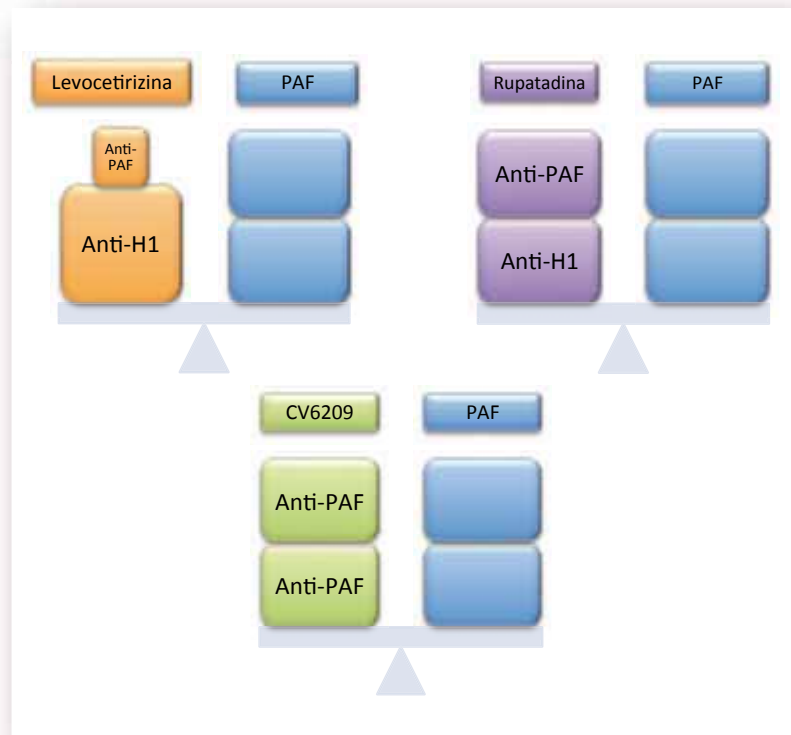 Levocetirizina
PAF
Anti-
PAF
Anti-H1
Rupatadina
PAF
Anti-PAF
Anti-H1
CV6209
PAF
Anti-PAF
Anti-PAF